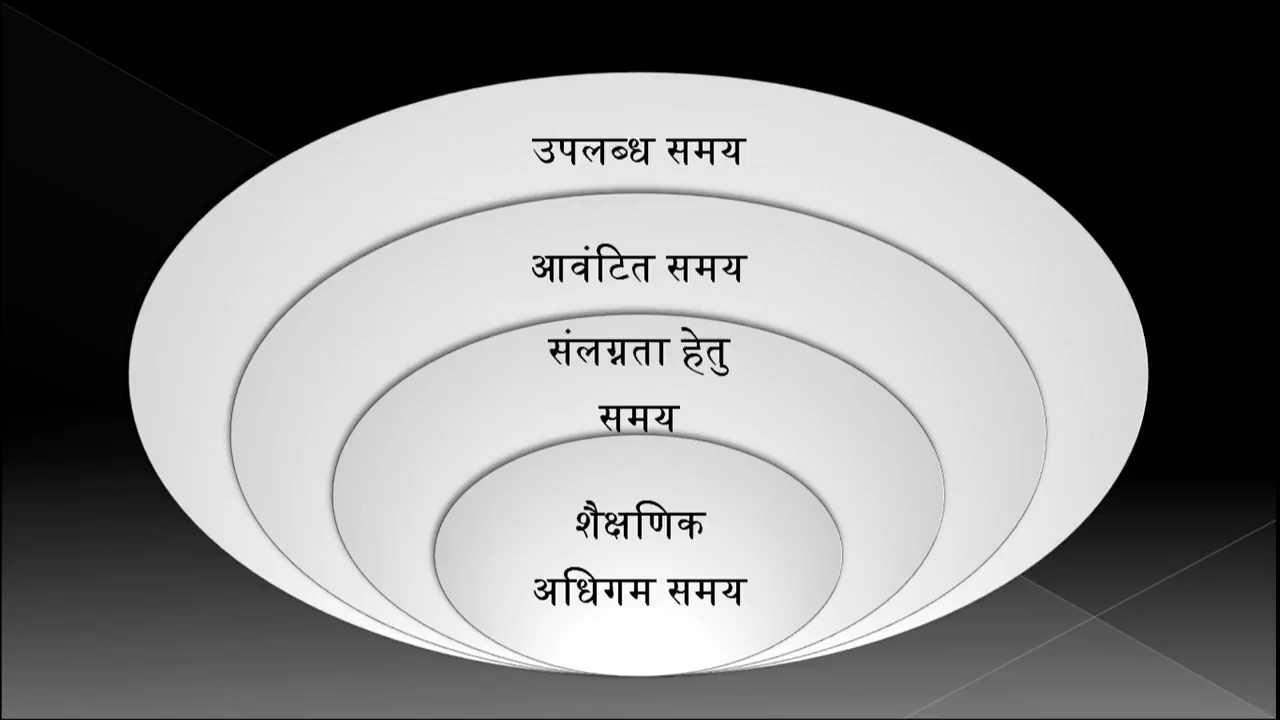 उपलब्ध समय
आवंटित समय
संलग्नता हेतु
समय
शैक्षणिक
अधिगम समय